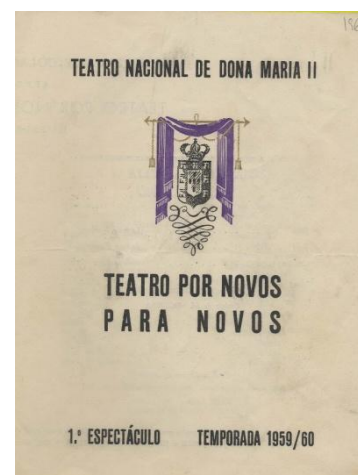 TEATRO NACIONAL DE DONA MARIA II
TEATRO POR NOVOS
PARA NOVOS
1.º ESPECTÁCULO TEMPORADA 1959/60